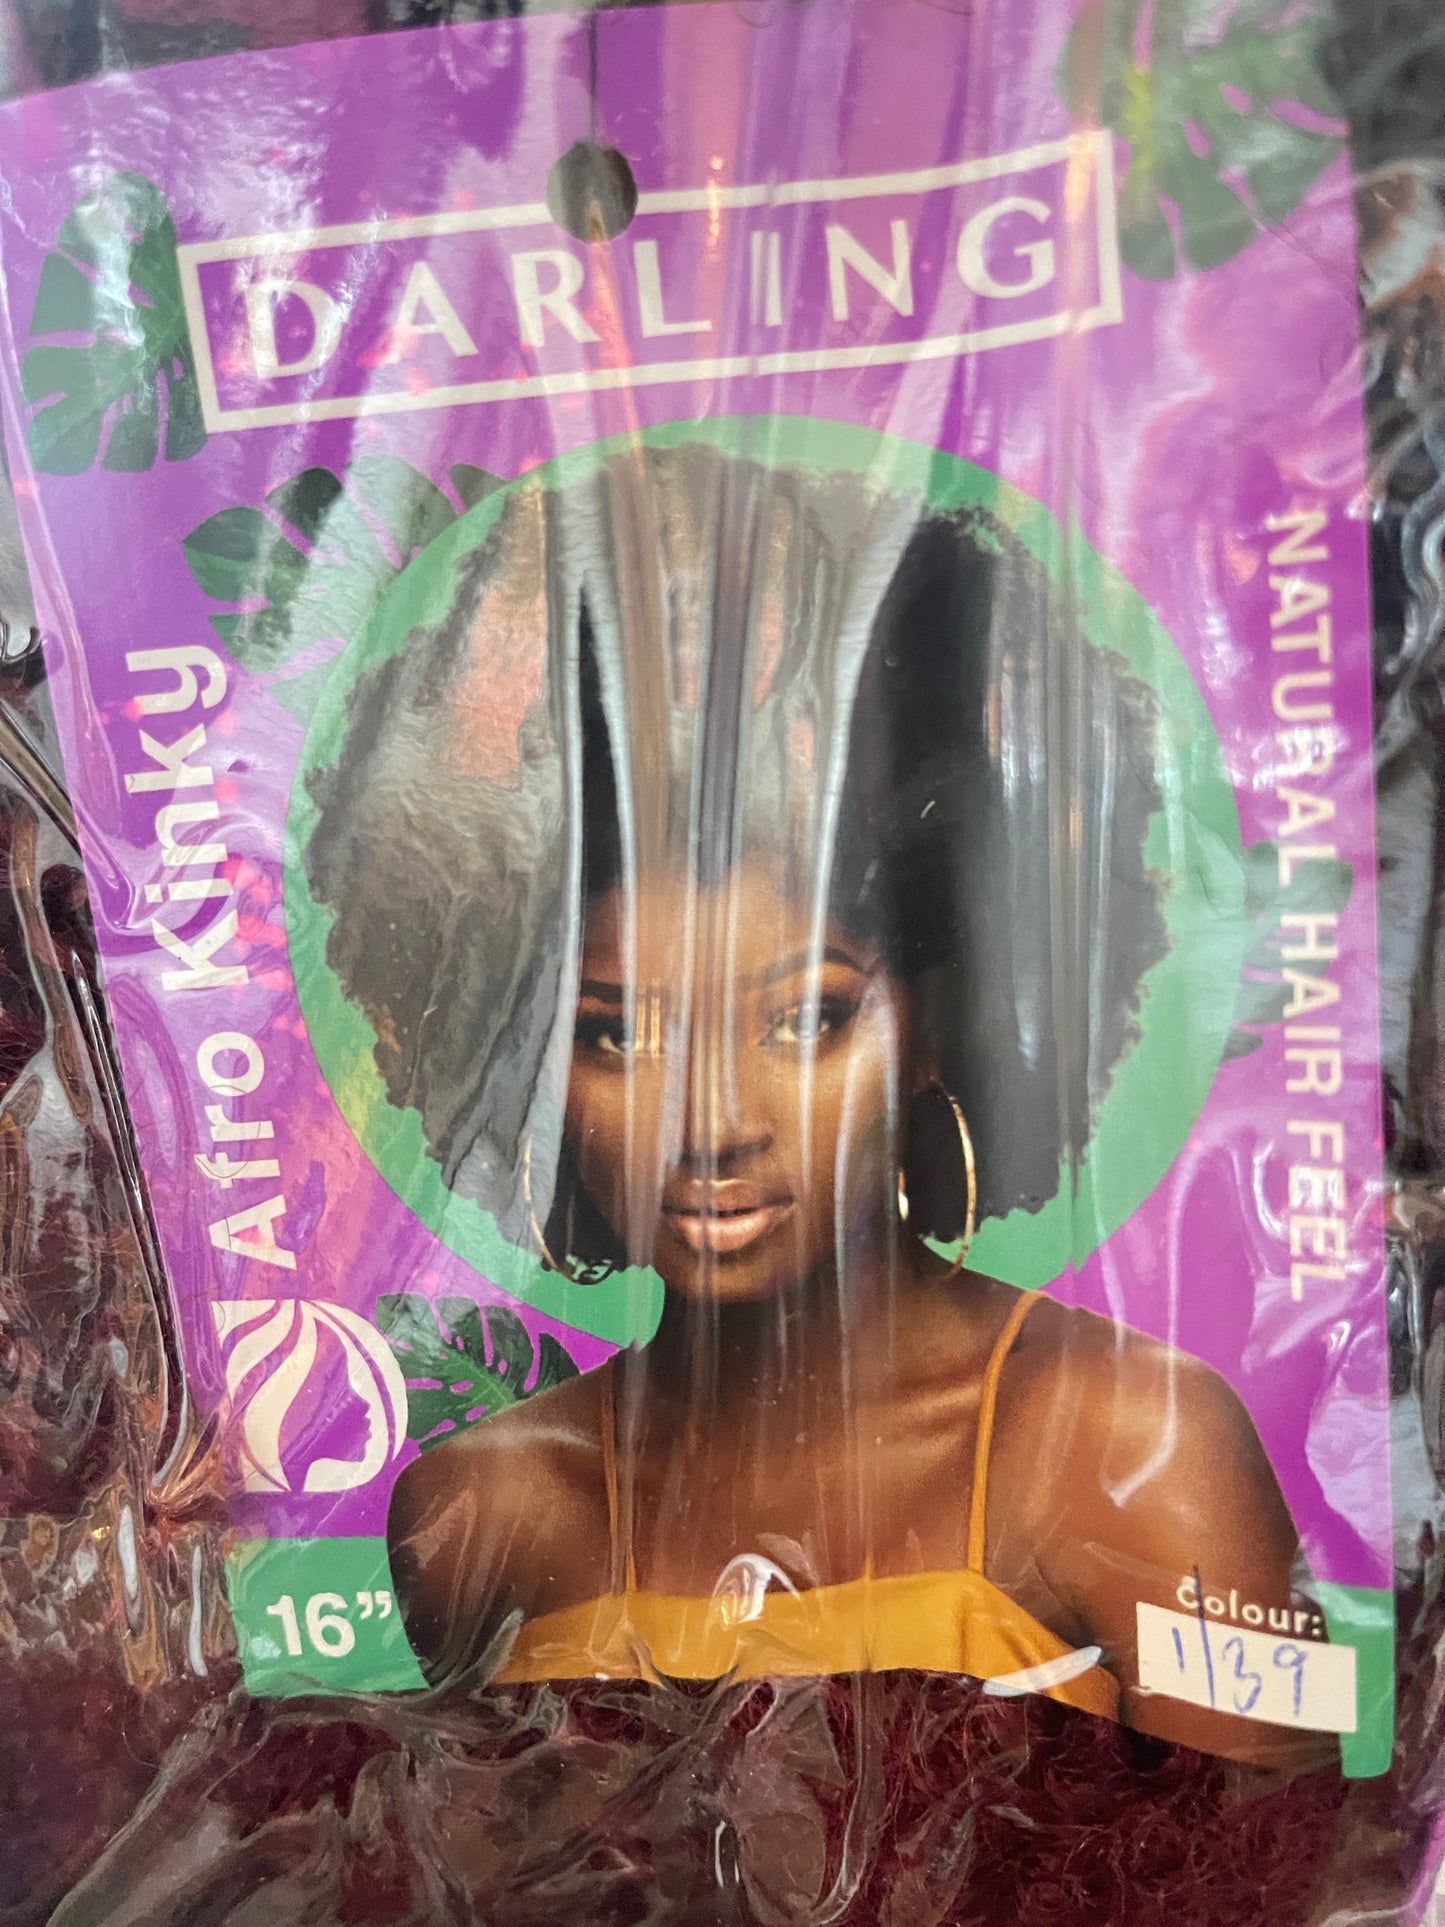 DARLING
Afro Kinky
NATURAL HAIR FEEL
16”
Colour:
1/39